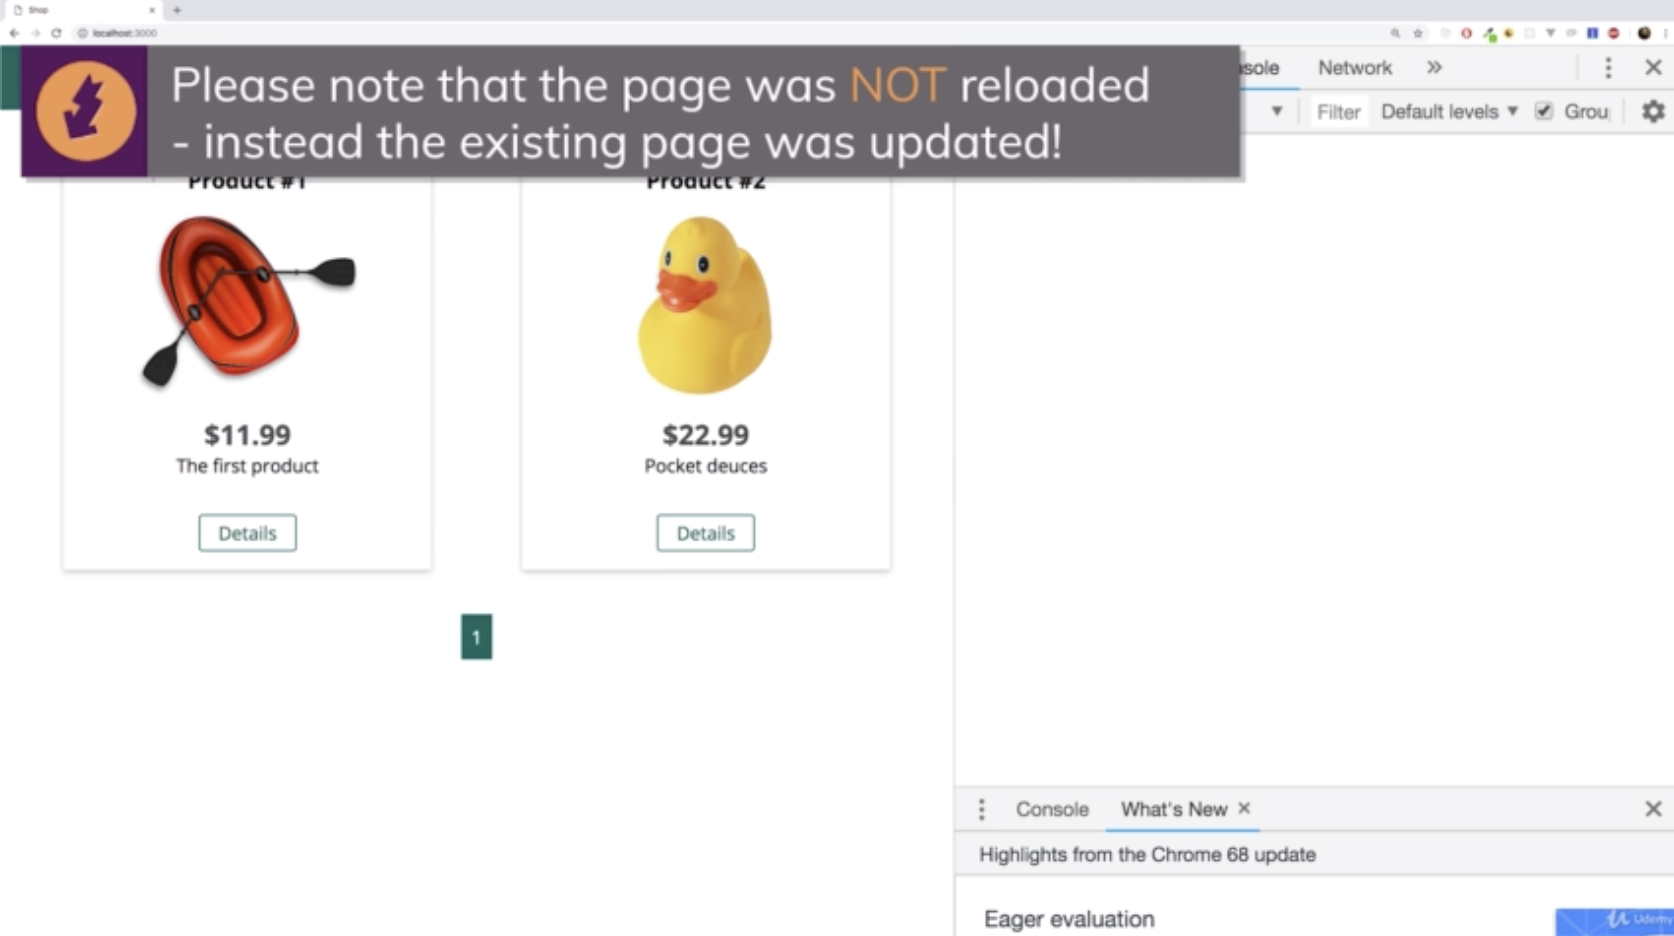 Shop
localhost:3000
Please note that the page was NOT reloaded
- instead the existing page was updated!
Network
Filter
Default levels
Grou
Product #1
Product #2
$11.99
$22.99
The first product
Pocket deuces
Details
Details
1
Console
What's New
Highlights from the Chrome 68 update
Eager evaluation
Udemy